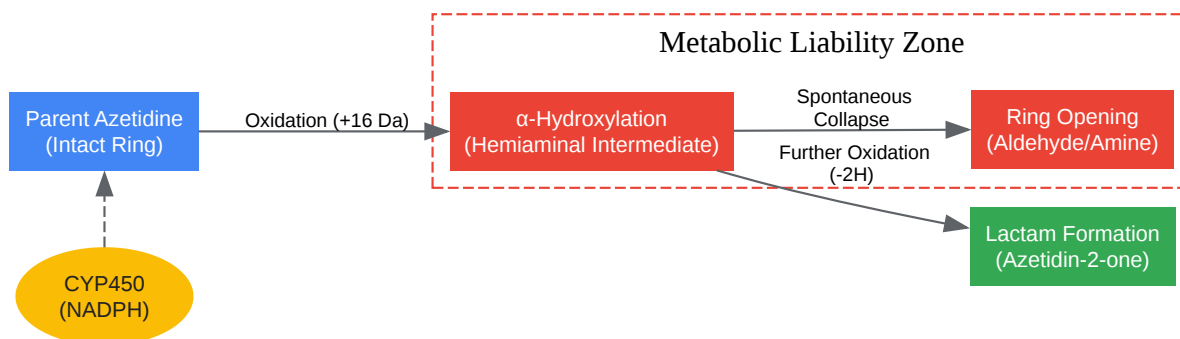 Metabolic Liability Zone
Parent Azetidine
(Intact Ring)
Oxidation (+16 Da)
α-Hydroxylation
(Hemiaminal Intermediate)
Spontaneous
Collapse
Ring Opening
(Aldehyde/Amine)
Further Oxidation
(-2H)
Lactam Formation
(Azetidin-2-one)
CYP450
(NADPH)